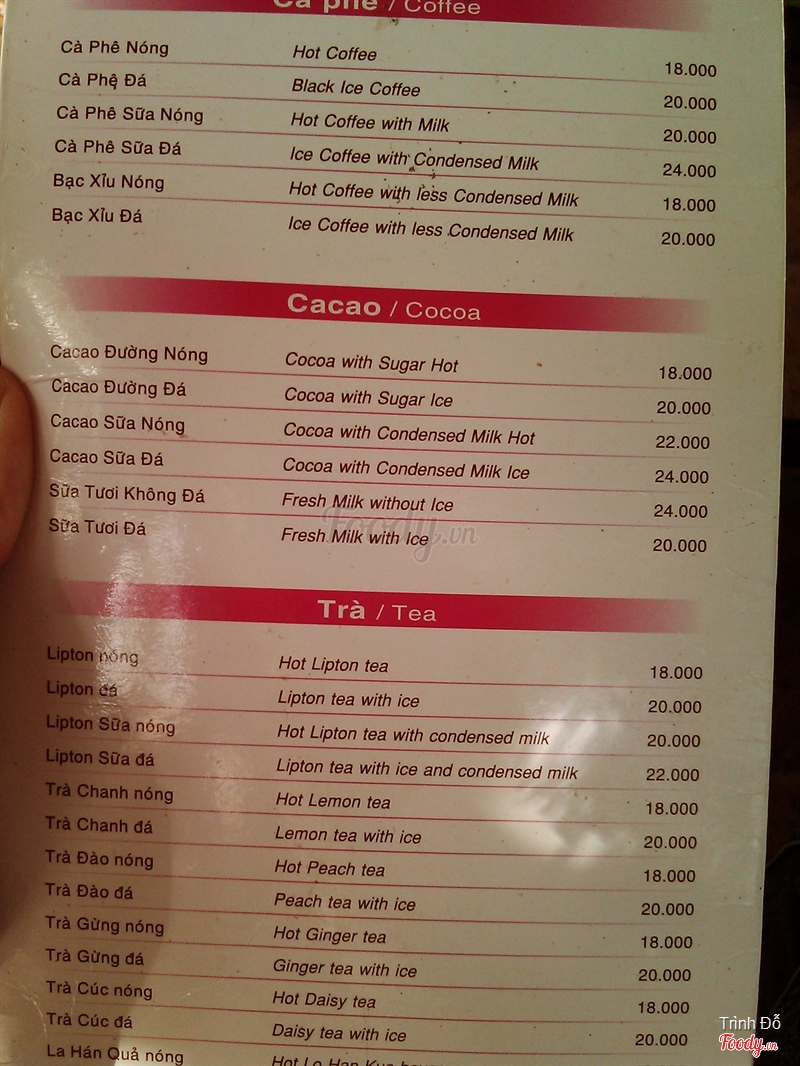 Cà phê / Coffee
Cà Phê Nóng Hot Coffee 18.000
Cà Phê Đá Black Ice Coffee 20.000
Cà Phê Sữa Nóng Hot Coffee with Milk 20.000
Cà Phê Sữa Đá Ice Coffee with Condensed Milk 24.000
Bạc Xỉu Nóng Hot Coffee with less Condensed Milk 18.000
Bạc Xỉu Đá Ice Coffee with less Condensed Milk 20.000
Cacao / Cocoa
Cacao Đường Nóng Cocoa with Sugar Hot 18.000
Cacao Đường Đá Cocoa with Sugar Ice 20.000
Cacao Sữa Nóng Cocoa with Condensed Milk Hot 22.000
Cacao Sữa Đá Cocoa with Condensed Milk Ice 24.000
Sữa Tươi Không Đá Fresh Milk without Ice 24.000
Sữa Tươi Đá Fresh Milk with Ice 20.000
Foody.vn
Trà / Tea
Lipton nóng Hot Lipton tea 18.000
Lipton đá Lipton tea with ice 20.000
Lipton Sữa nóng Hot Lipton tea with condensed milk 20.000
Lipton Sữa đá Lipton tea with ice and condensed milk 22.000
Trà Chanh nóng Hot Lemon tea 18.000
Trà Chanh đá Lemon tea with ice 20.000
Trà Đào nóng Hot Peach tea 18.000
Trà Đào đá Peach tea with ice 20.000
Trà Gừng nóng Hot Ginger tea 18.000
Trà Gừng đá Ginger tea with ice 20.000
Trà Cúc nóng Hot Daisy tea 18.000
Trà Cúc đá Daisy tea with ice 20.000
La Hán Quả nóng Hot Lo Han Kuo
Trình Đỗ
Foody.vn